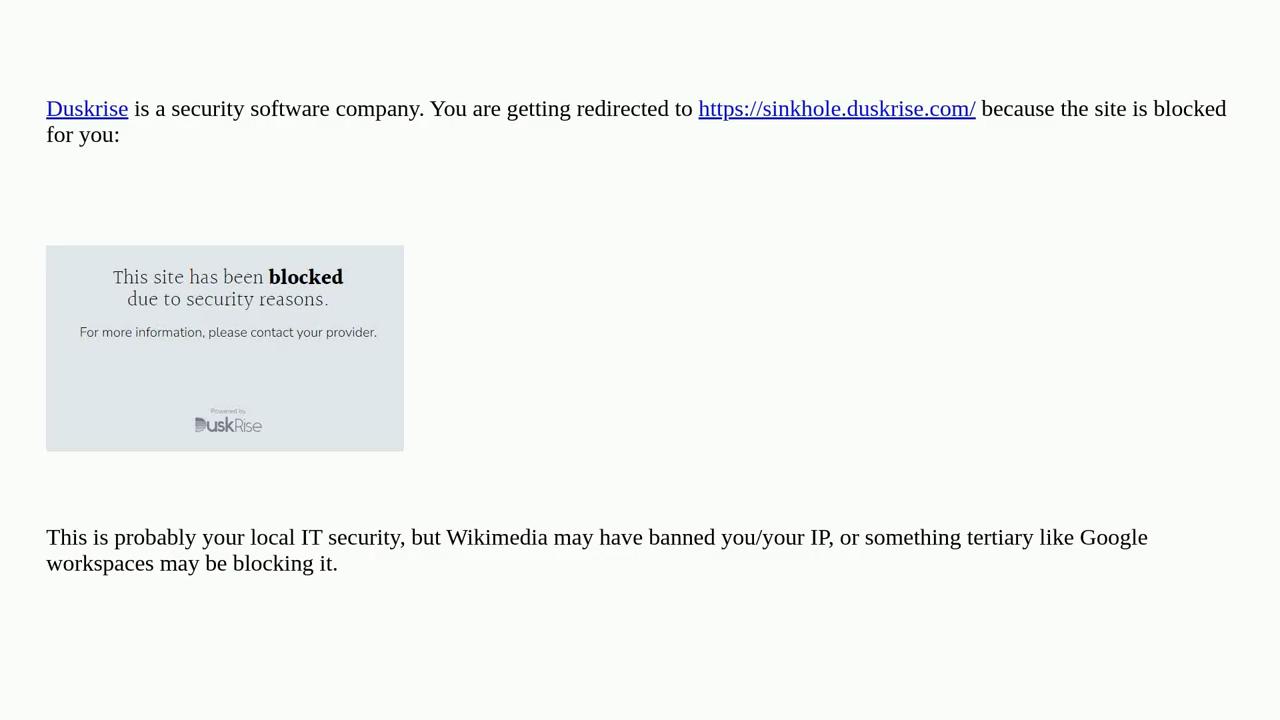 Duskrise is a security software company. You are getting redirected to https://sinkhole.duskrise.com/ because the site is blocked
for you:
This site has been blocked
due to security reasons.
For more information, please contact your provider.
Powered by
DuskRise
This is probably your local IT security, but Wikimedia may have banned you/your IP, or something tertiary like Google
workspaces may be blocking it.